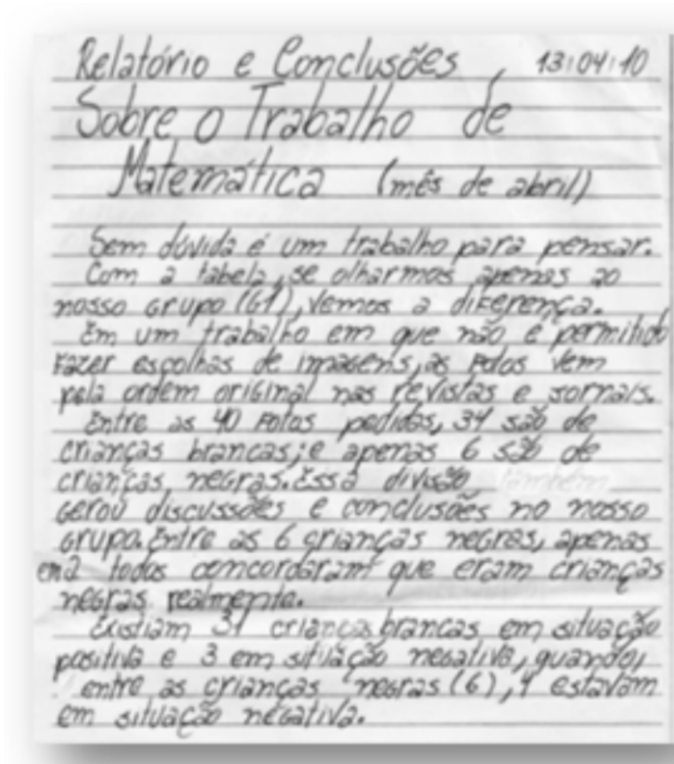 Relatório e Conclusões 13:04:10
Sobre o Trabalho de
Matemática (mês de abril)
Sem dúvida é um trabalho para pensar.
Com a tabela, se olharmos apenas ao
nosso grupo (G1), vemos a diferença.
Em um trabalho em que não é permitido
fazer escolhas de imagens, as fotos vem
pela ordem original nas revistas e jornais.
Entre as 40 fotos pedidas, 34 são de
crianças brancas; e apenas 6 são de
crianças negras. Essa divisão também
gerou discussões e conclusões no nosso
grupo. Entre as 6 crianças negras, apenas
em 2 todos concordaram que eram crianças
negras realmente.
Existiam 31 crianças brancas em situação
positiva e 3 em situação negativa, quando,
entre as crianças negras (6), 4 estavam
em situação negativa.